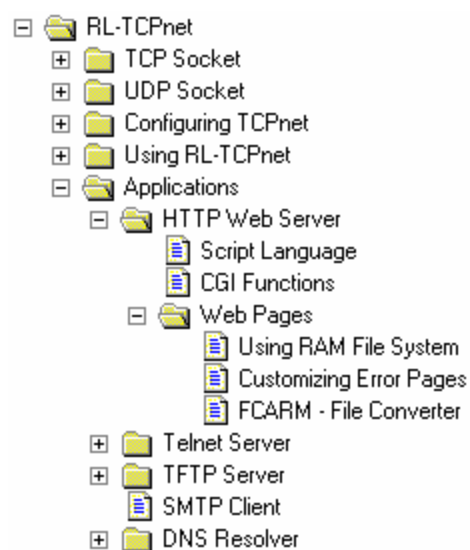 RL-TCPnet
TCP Socket
UDP Socket
Configuring TCPnet
Using RL-TCPnet
Applications
HTTP Web Server
Script Language
CGI Functions
Web Pages
Using RAM File System
Customizing Error Pages
FCARM - File Converter
Telnet Server
TFTP Server
SMTP Client
DNS Resolver